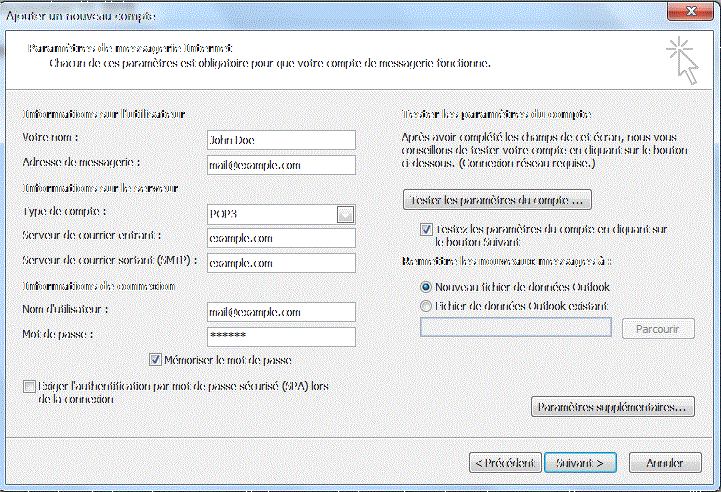 Ajouter un nouveau compte
Paramètres de messagerie Internet
Chacun de ces paramètres est obligatoire pour que votre compte de messagerie fonctionne.
Informations sur l'utilisateur
Votre nom :
John Doe
Adresse de messagerie :
mail@example.com
Informations sur le serveur
Type de compte :
POP3
Serveur de courrier entrant :
example.com
Serveur de courrier sortant (SMTP) :
example.com
Informations de connexion
Nom d'utilisateur :
mail@example.com
Mot de passe :
******
Mémoriser le mot de passe
Exiger l'authentification par mot de passe sécurisé (SPA) lors
de la connexion
Tester les paramètres du compte
Après avoir complété les champs de cet écran, nous vous
conseillons de tester votre compte en cliquant sur le bouton
ci-dessous. (Connexion réseau requise.)
Tester les paramètres du compte ...
Testez les paramètres du compte en cliquant sur
le bouton Suivant
Remettre les nouveaux messages à :
Nouveau fichier de données Outlook
Fichier de données Outlook existant
Parcourir
Paramètres supplémentaires...
< Précédent
Suivant >
Annuler